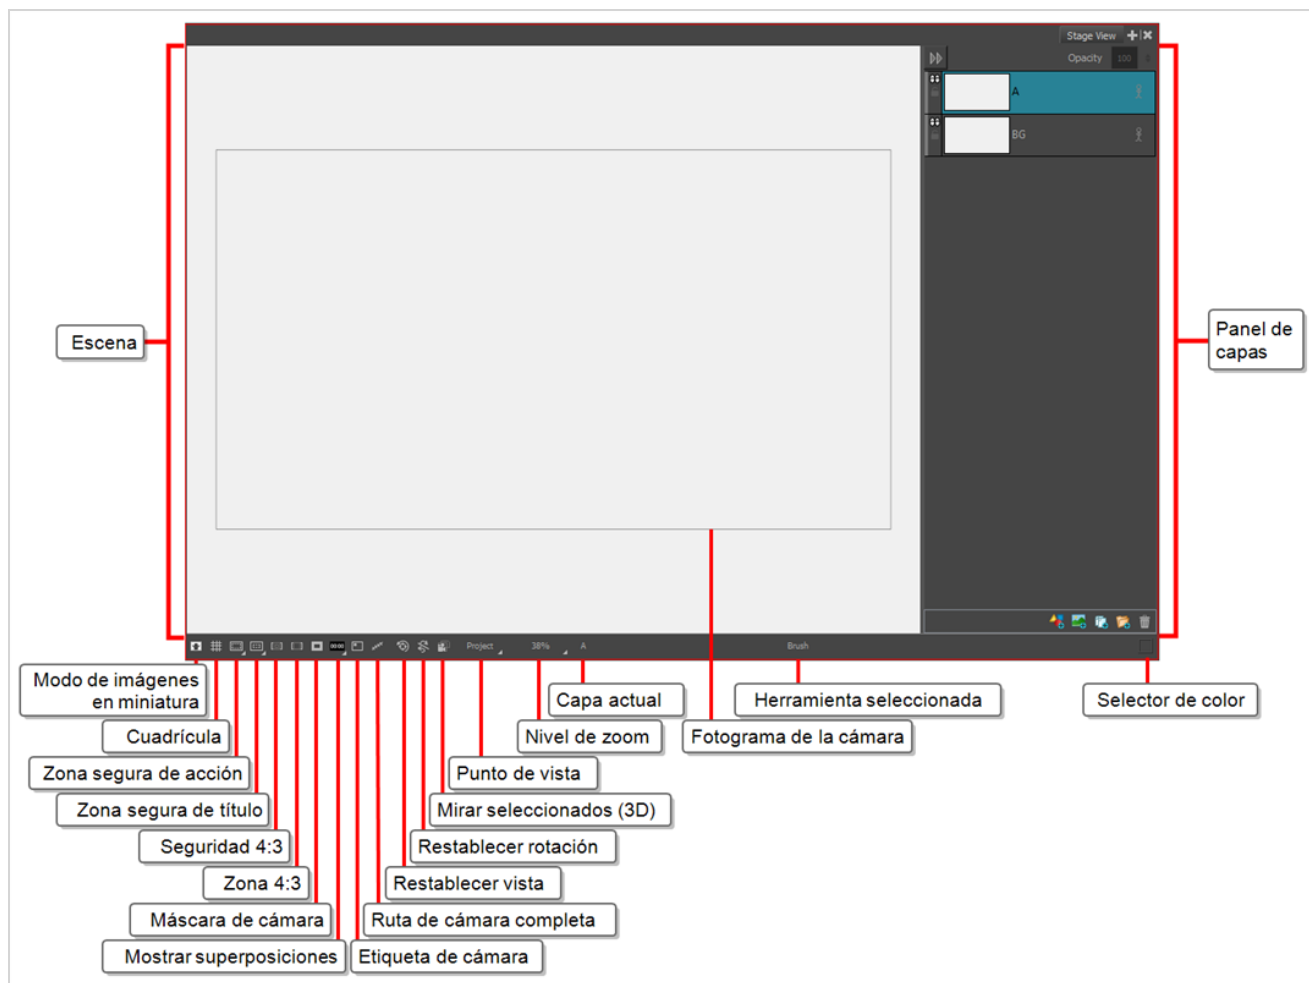 Stage View
Opacity 100
A
BG
Escena
Panel de
capas
00:00
Project
38%
A
Brush
Modo de imágenes
en miniatura
Capa actual
Herramienta seleccionada
Selector de color
Cuadrícula
Nivel de zoom
Fotograma de la cámara
Zona segura de acción
Punto de vista
Zona segura de título
Mirar seleccionados (3D)
Seguridad 4:3
Restablecer rotación
Zona 4:3
Restablecer vista
Máscara de cámara
Ruta de cámara completa
Mostrar superposiciones
Etiqueta de cámara